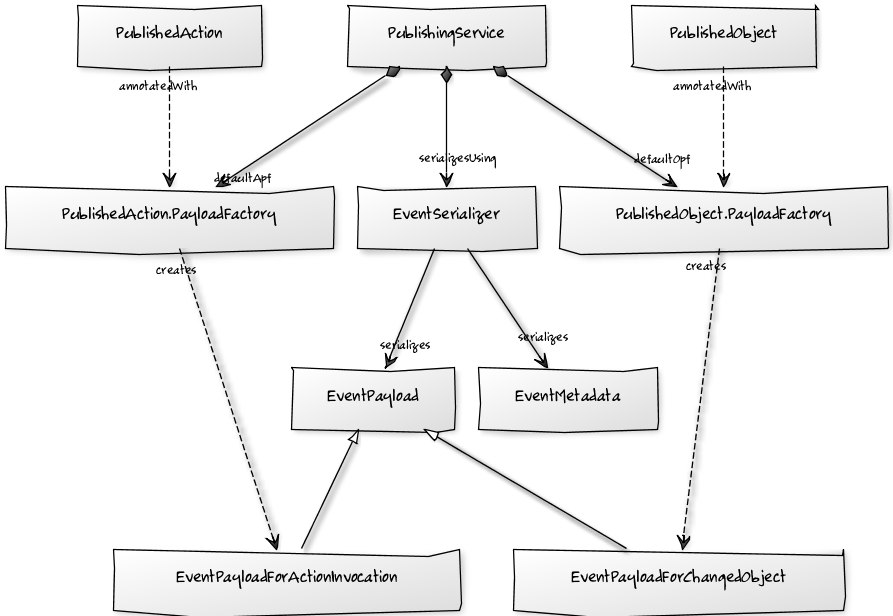 PublishedAction
PublishingService
PublishedObject
annotatedWith
annotatedWith
defaultApf
serializesUsing
defaultOpf
PublishedAction.PayloadFactory
EventSerializer
PublishedObject.PayloadFactory
creates
creates
serializes
serializes
EventPayload
EventMetadata
EventPayloadForActionInvocation
EventPayloadForChangedObject